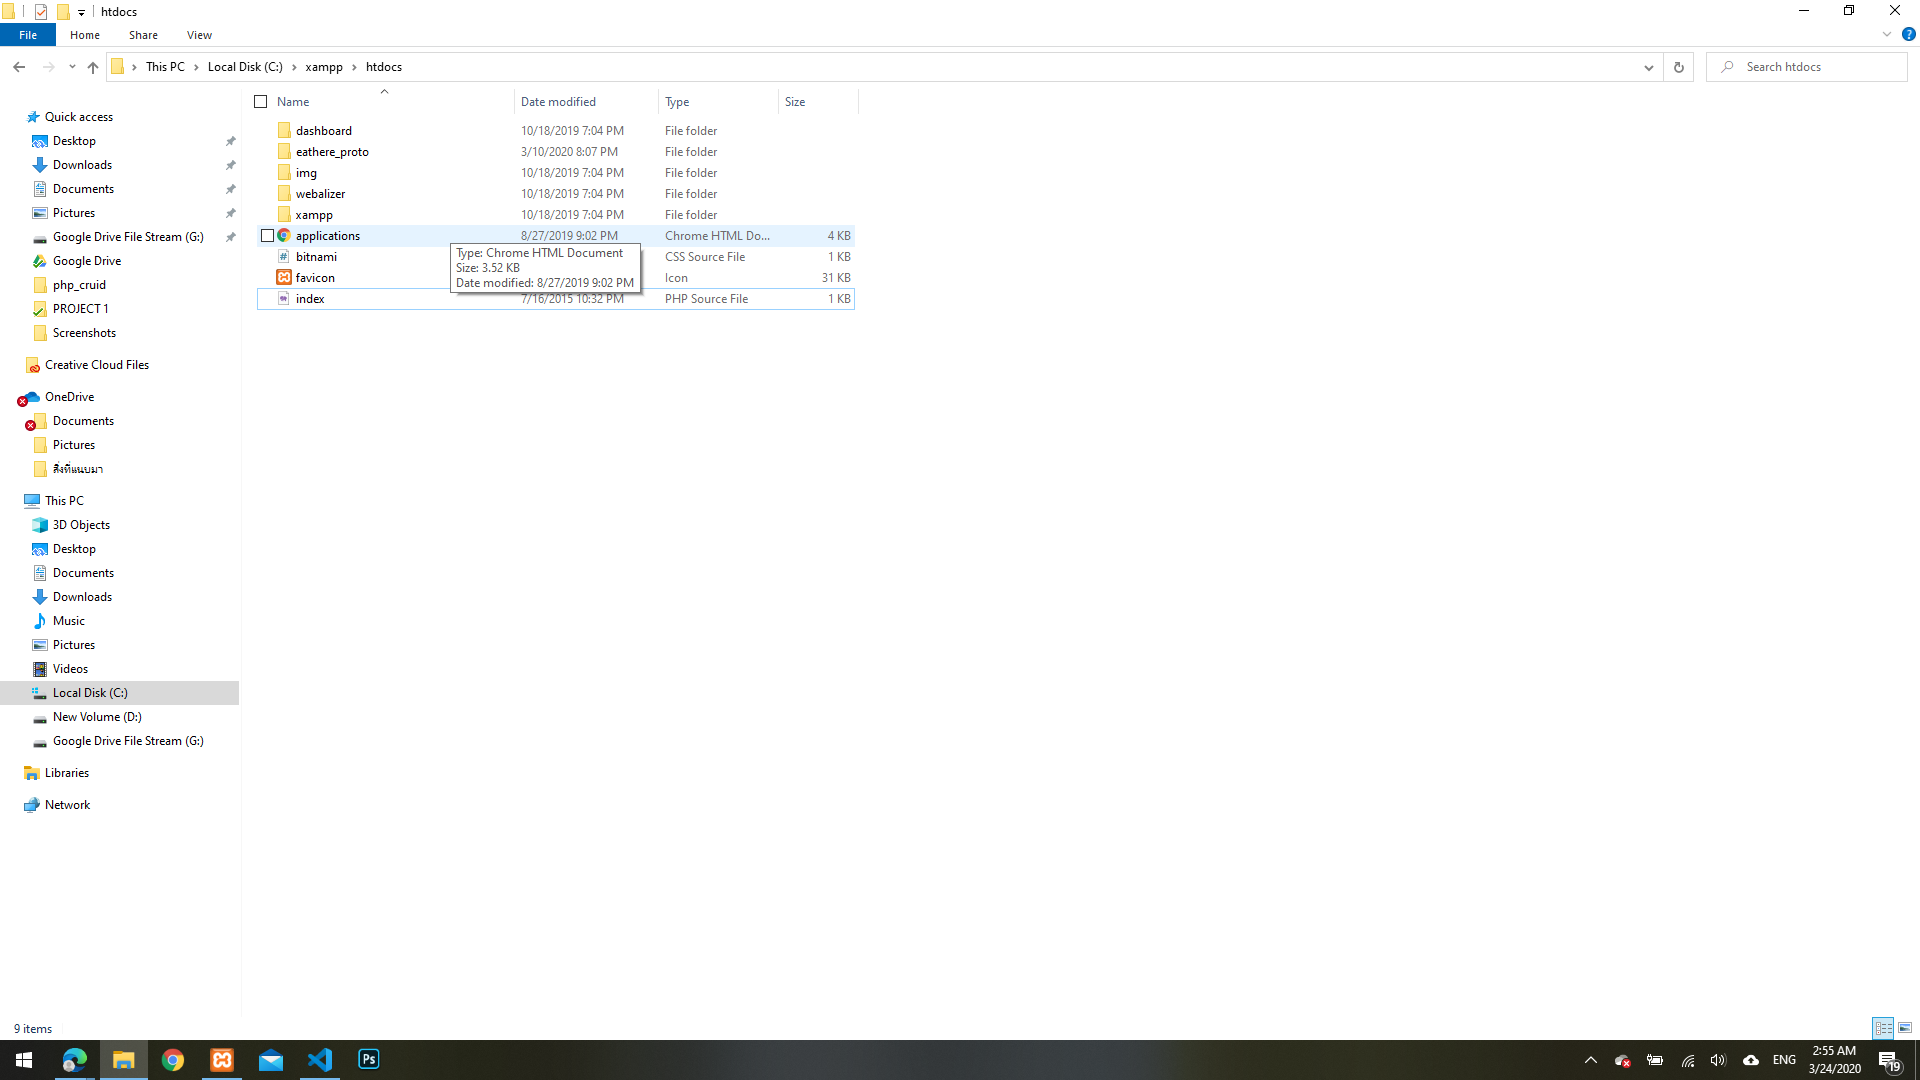 htdocs
File Home Share View
This PC Local Disk (C:) xampp htdocs Search htdocs
Name Date modified Type Size
dashboard 10/18/2019 7:04 PM File folder
eathere_proto 3/10/2020 8:07 PM File folder
img 10/18/2019 7:04 PM File folder
webalizer 10/18/2019 7:04 PM File folder
xampp 10/18/2019 7:04 PM File folder
applications 8/27/2019 9:02 PM Chrome HTML Do... 4 KB
bitnami CSS Source File 1 KB
favicon Icon 31 KB
index 7/16/2015 10:32 PM PHP Source File 1 KB
Type: Chrome HTML Document
Size: 3.52 KB
Date modified: 8/27/2019 9:02 PM
Quick access
Desktop
Downloads
Documents
Pictures
Google Drive File Stream (G:)
Google Drive
php_cruid
PROJECT 1
Screenshots
Creative Cloud Files
OneDrive
Documents
Pictures
สิ่งที่แนบมา
This PC
3D Objects
Desktop
Documents
Downloads
Music
Pictures
Videos
Local Disk (C:)
New Volume (D:)
Google Drive File Stream (G:)
Libraries
Network
9 items
Ps
ENG
2:55 AM
3/24/2020
19